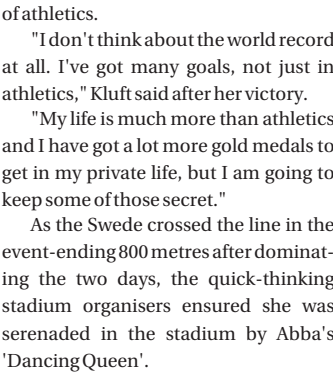 of athletics.
"I don't think about the world record
at all. I've got many goals, not just in
athletics," Kluft said after her victory.
"My life is much more than athletics
and I have got a lot more gold medals to
get in my private life, but I am going to
keep some of those secret."
As the Swede crossed the line in the
event-ending 800 metres after dominat-
ing the two days, the quick-thinking
stadium organisers ensured she was
serenaded in the stadium by Abba's
'Dancing Queen'.